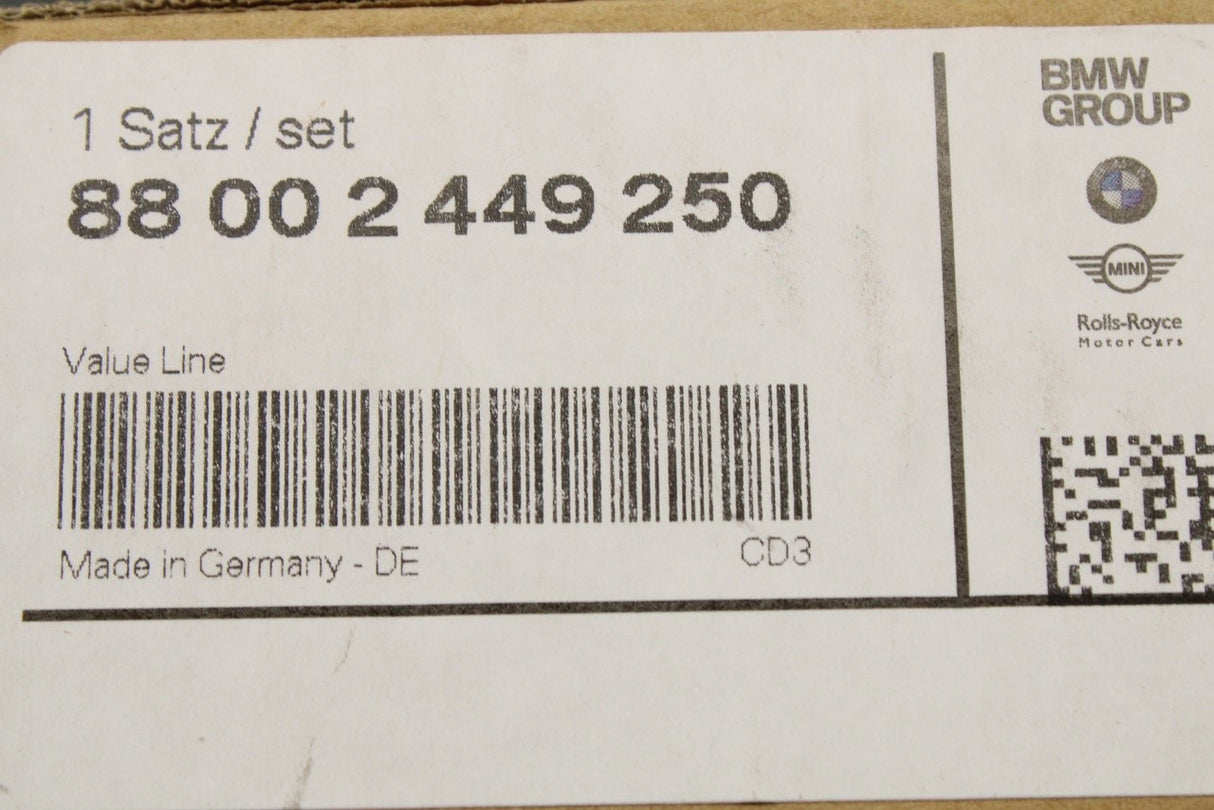 1 Satz / set
88 00 2 449 250
Value Line
Made in Germany - DE
CD3
BMW
GROUP
MINI
Rolls-Royce
Motor Cars